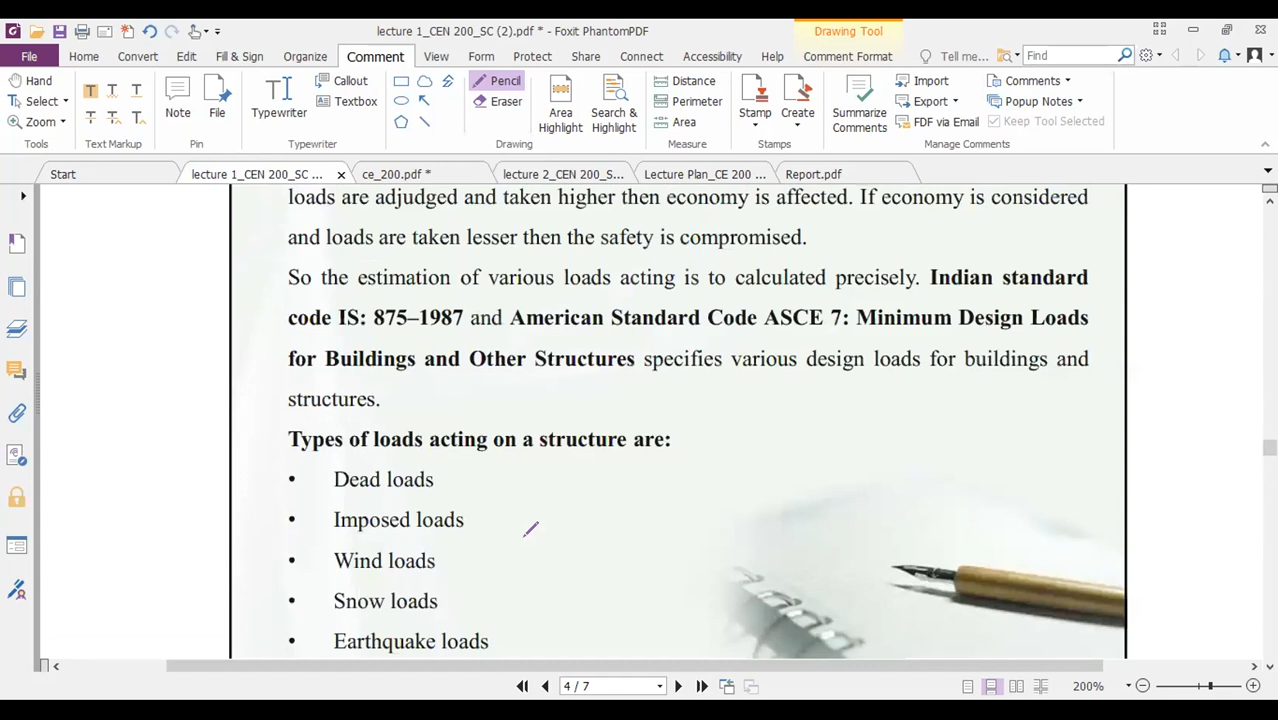 lecture 1_CEN 200_SC (2).pdf * - Foxit PhantomPDF
Drawing Tool
File Home Convert Edit Fill & Sign Organize Comment View Form Protect Share Connect Accessibility Help Comment Format Tell me... Find
Hand
Select
Zoom
Tools
T T T
T T T
Text Markup
Note
File
Pin
Typewriter
Callout
Textbox
Typewriter
Pencil
Eraser
Area Highlight
Search & Highlight
Drawing
Distance
Perimeter
Area
Measure
Stamp
Create
Stamps
Summarize Comments
Import
Export
FDF via Email
Comments
Popup Notes
Keep Tool Selected
Manage Comments
Start
lecture 1_CEN 200_SC ...
ce_200.pdf *
lecture 2_CEN 200_S...
Lecture Plan_CE 200 ...
Report.pdf
loads are adjudged and taken higher then economy is affected. If economy is considered
and loads are taken lesser then the safety is compromised.
So the estimation of various loads acting is to calculated precisely. Indian standard
code IS: 875–1987 and American Standard Code ASCE 7: Minimum Design Loads
for Buildings and Other Structures specifies various design loads for buildings and
structures.
Types of loads acting on a structure are:
• Dead loads
• Imposed loads
• Wind loads
• Snow loads
• Earthquake loads
4 / 7
200%